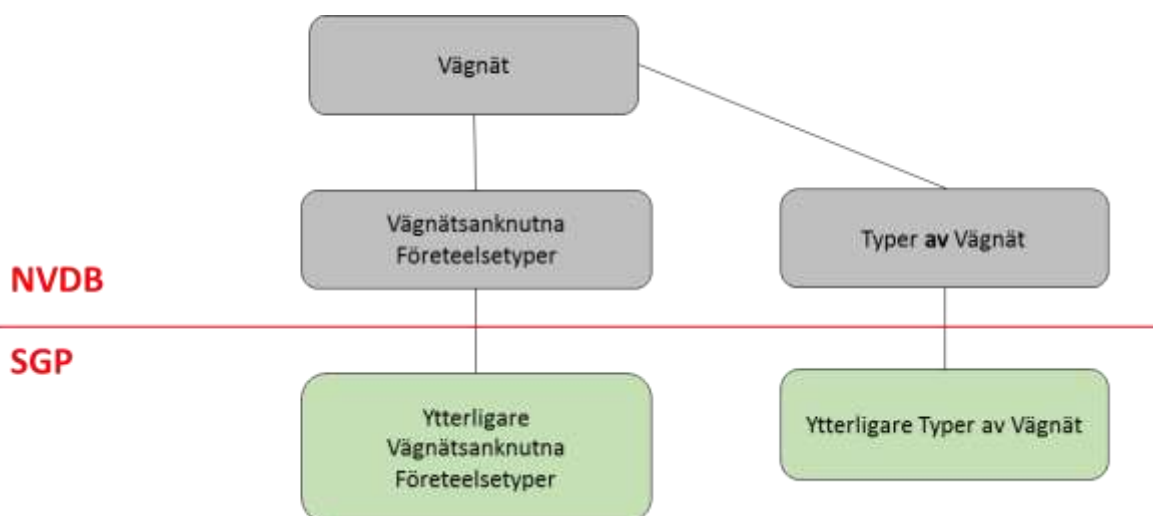 Vägnät
Vägnätsanknutna
Företeelsetyper
Typer av Vägnät
NVDB
SGP
Ytterligare
Vägnätsanknutna
Företeelsetyper
Ytterligare Typer av Vägnät